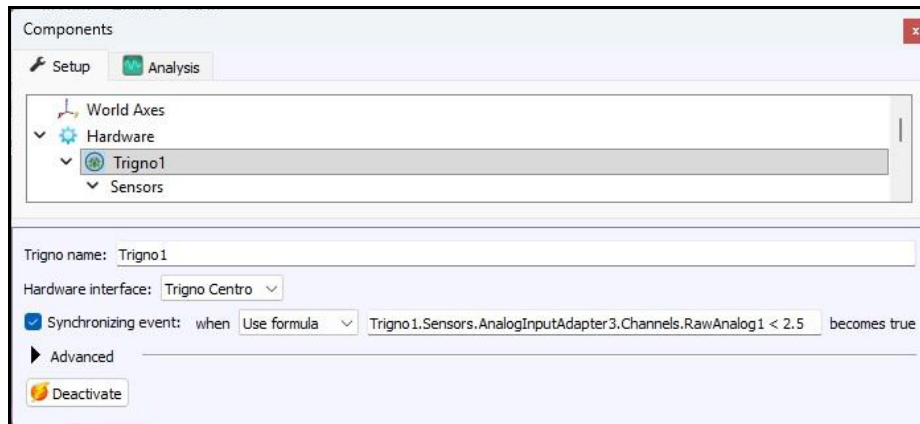 Components
x
Setup
Analysis
World Axes
Hardware
Trigno1
Sensors
Trigno name: Trigno1
Hardware interface: Trigno Centro
Synchronizing event: when Use formula Trigno1.Sensors.AnalogInputAdapter3.Channels.RawAnalog1 < 2.5 becomes true
Advanced
Deactivate